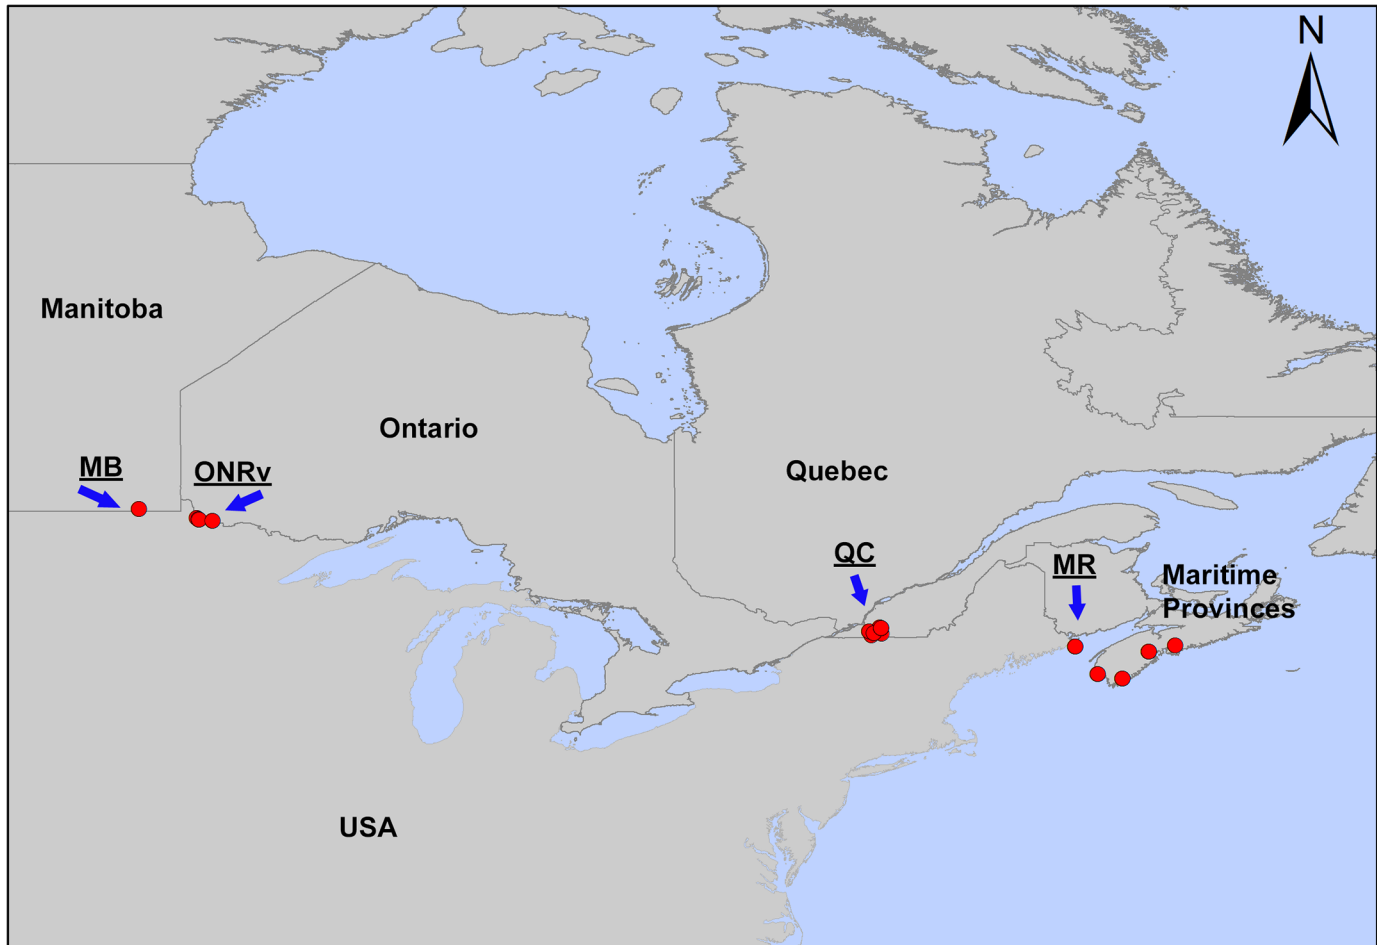 N
Manitoba
Ontario
MB
ONRv
Quebec
QC
MR
Maritime
Provinces
USA